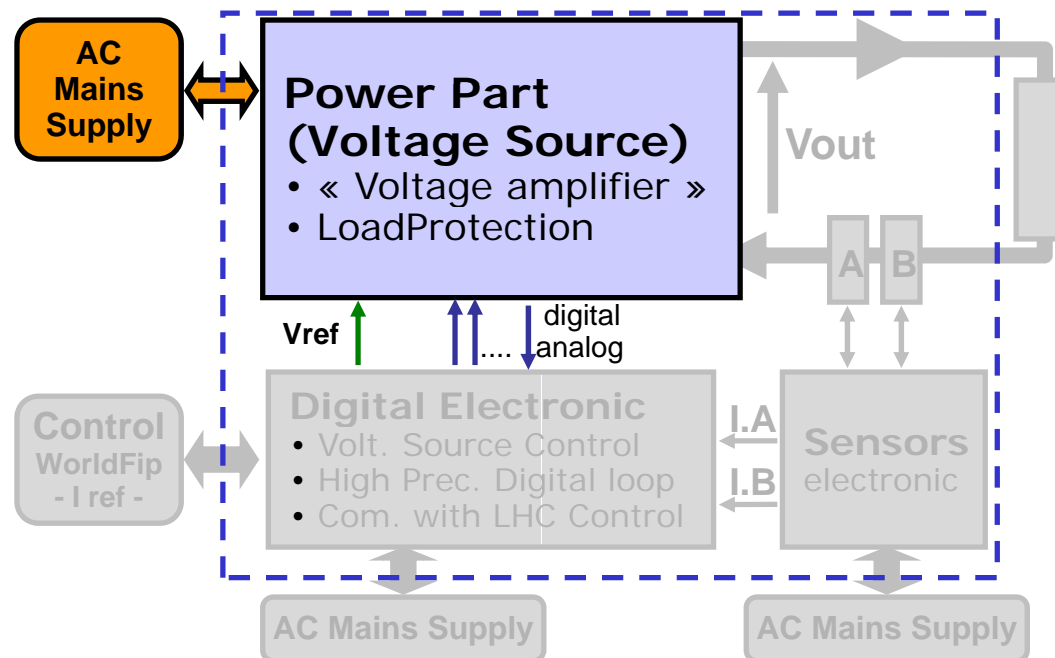 AC
Mains
Supply
Power Part
(Voltage Source)
• « Voltage amplifier »
• LoadProtection
Vout
A
B
Vref
....
digital
analog
Control
WorldFip
- I ref -
Digital Electronic
• Volt. Source Control
• High Prec. Digital loop
• Com. with LHC Control
I.A
I.B
Sensors
electronic
AC Mains Supply
AC Mains Supply